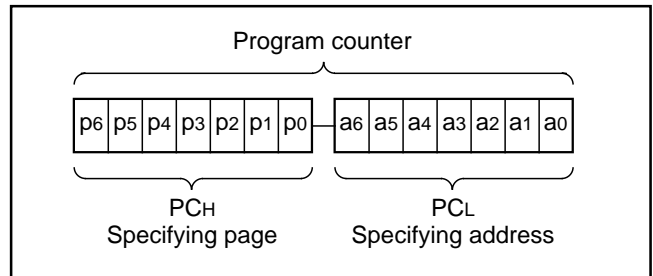 Program counter
p6 p5 p4 p3 p2 p1 p0 a6 a5 a4 a3 a2 a1 a0
PCH PCL
Specifying page Specifying address